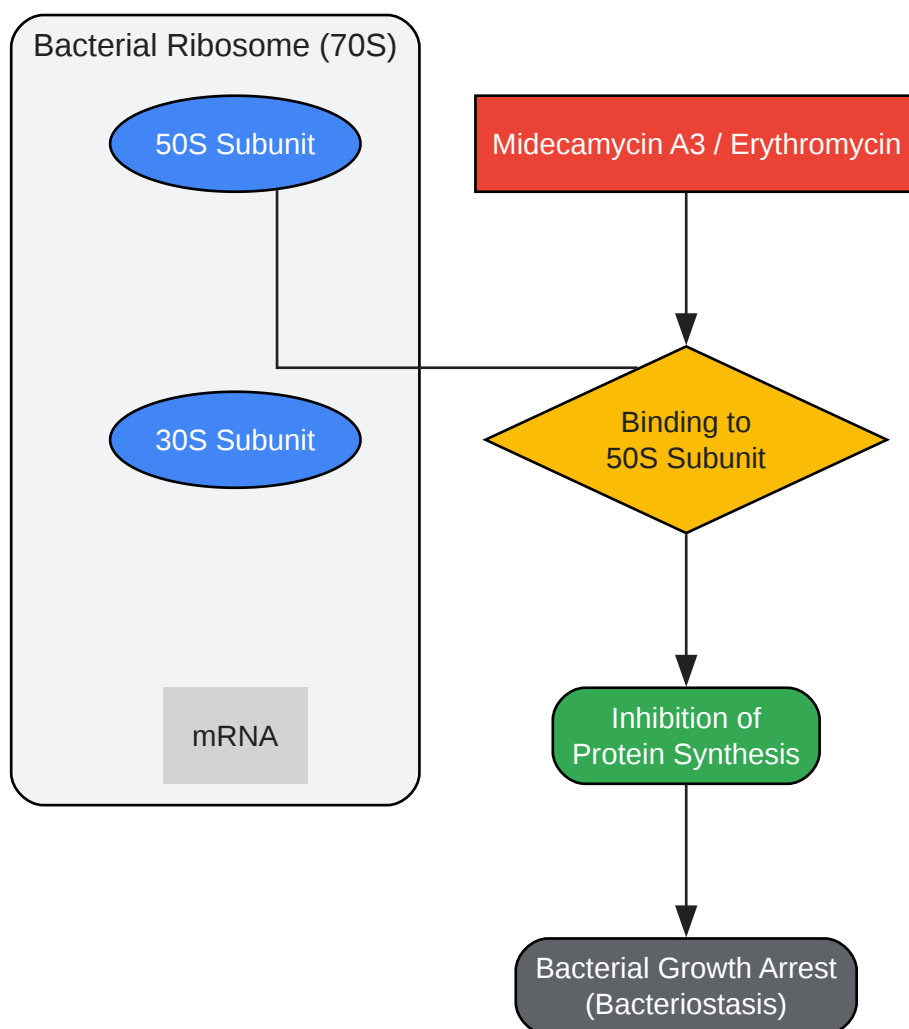 Bacterial Ribosome (70S)
50S Subunit
Midecamycin A3 / Erythromycin
30S Subunit
Binding to
50S Subunit
mRNA
Inhibition of
Protein Synthesis
Bacterial Growth Arrest
(Bacteriostasis)